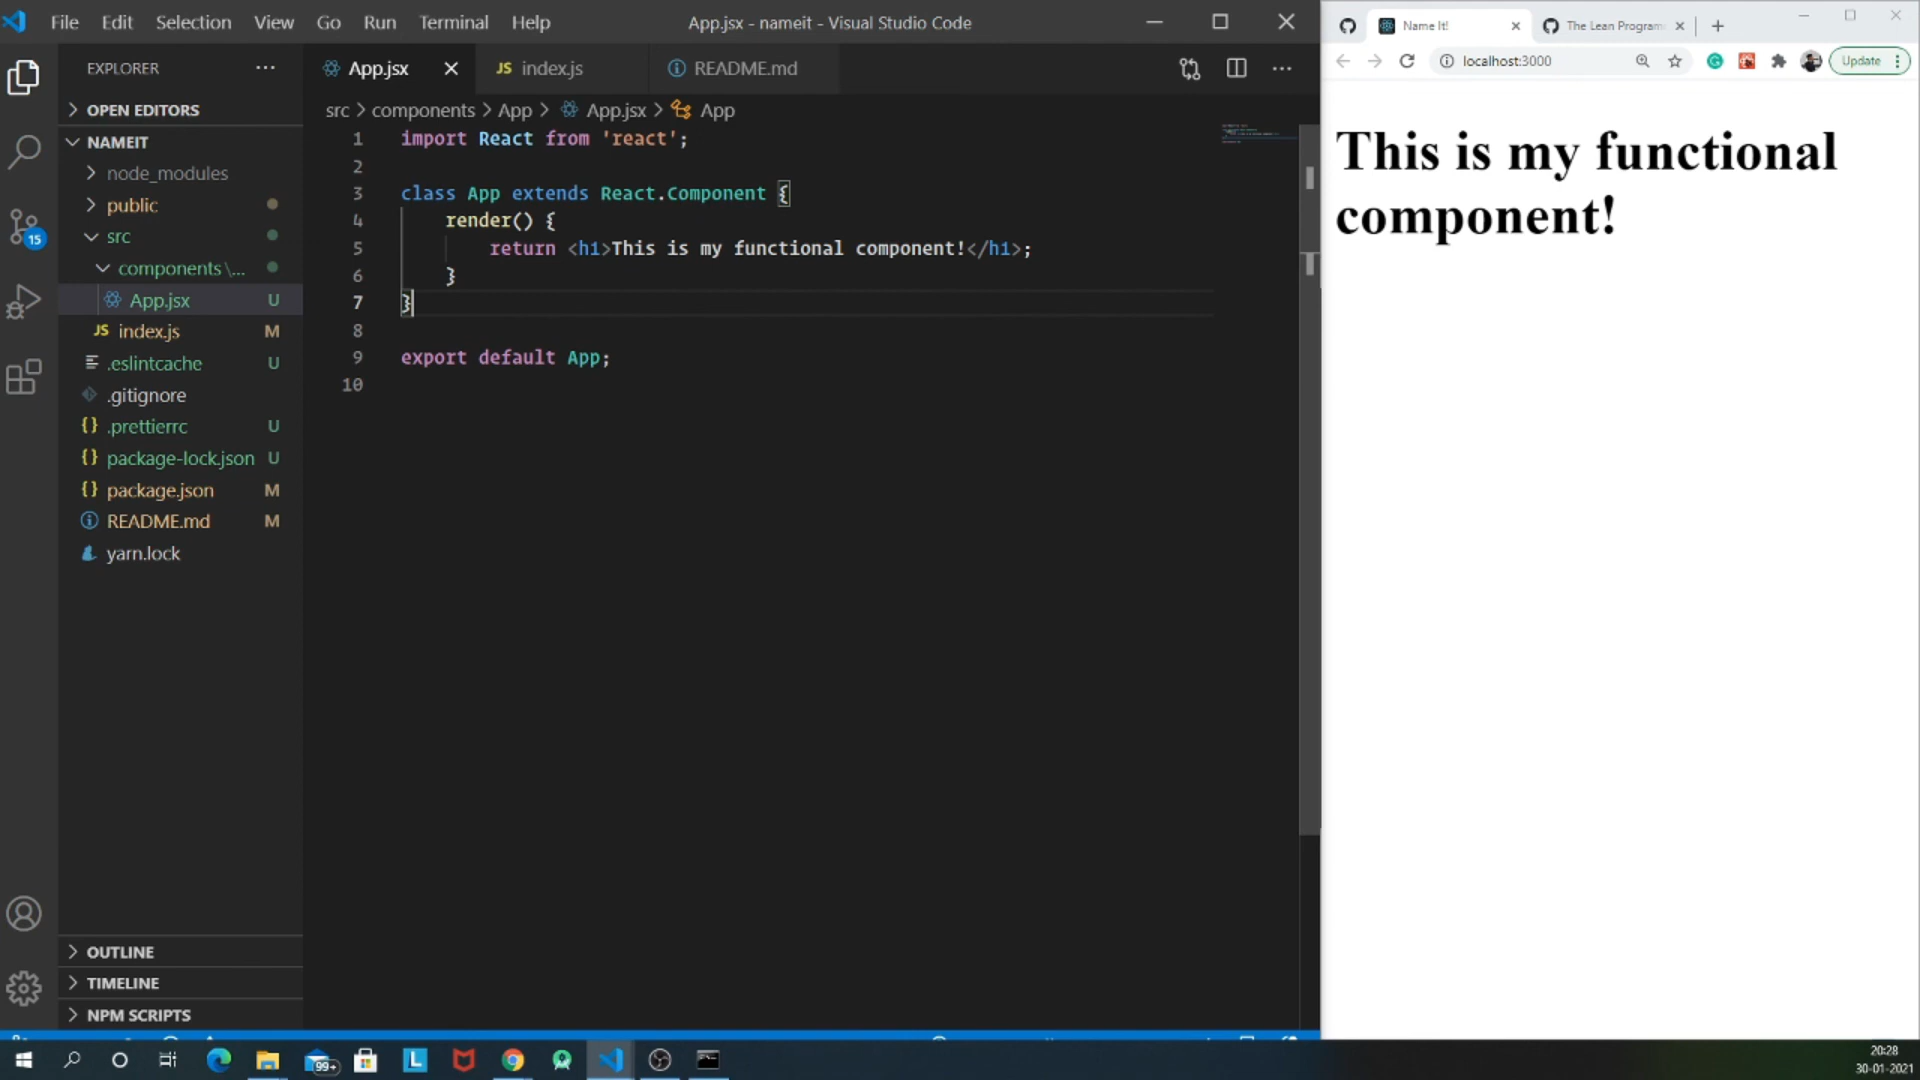 File Edit Selection View Go Run Terminal Help
App.jsx - nameit - Visual Studio Code
EXPLORER
OPEN EDITORS
NAMEIT
node_modules
public
src
components \...
App.jsx U
JS index.js M
.eslintcache U
.gitignore
{} .prettierrc U
{} package-lock.json U
{} package.json M
README.md M
yarn.lock
OUTLINE
TIMELINE
NPM SCRIPTS
15
App.jsx
JS index.js
README.md
src > components > App > App.jsx > App
1 import React from 'react';
2
3 class App extends React.Component {
4 render() {
5 return <h1>This is my functional component!</h1>;
6 }
7 }
8
9 export default App;
10
Name It!
The Lean Program
localhost:3000
Update
This is my functional
component!
99+
L
20:28
30-01-2021